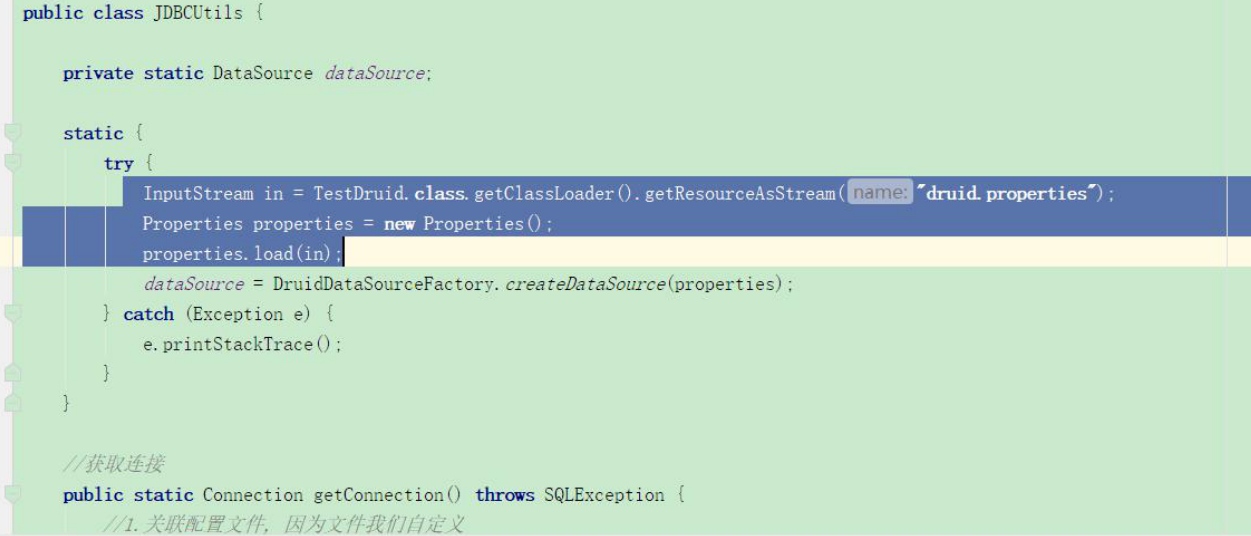 public class JDBCUtils {
private static DataSource dataSource;
static {
try {
InputStream in = TestDruid.class.getClassLoader().getResourceAsStream( name: "druid.properties");
Properties properties = new Properties();
properties.load(in);
dataSource = DruidDataSourceFactory.createDataSource(properties);
} catch (Exception e) {
e.printStackTrace();
}
}
//获取连接
public static Connection getConnection() throws SQLException {
//1.关联配置文件, 因为文件我们自定义